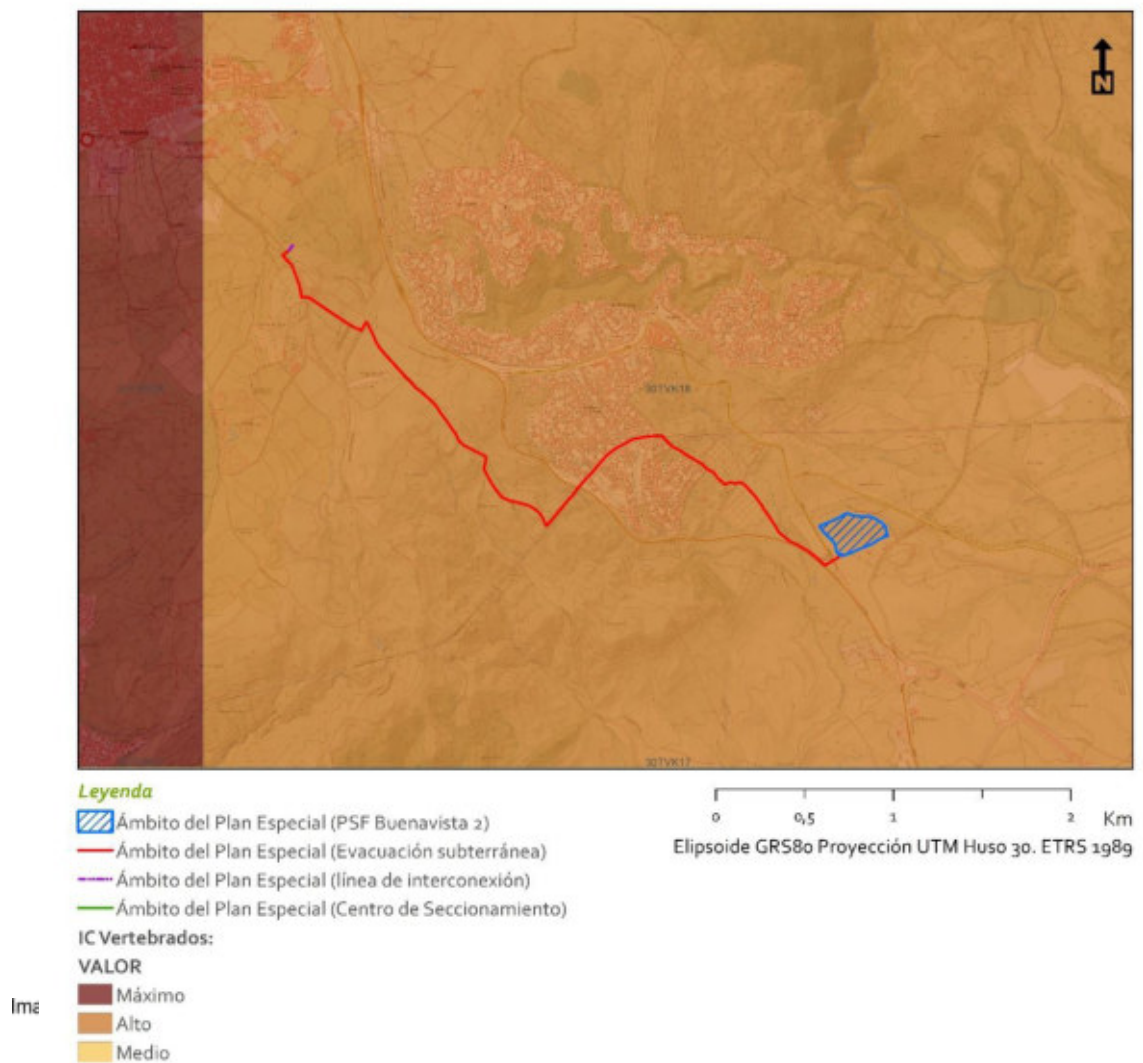 N
30TVK18
30TVK17
Leyenda
Ámbito del Plan Especial (PSF Buenavista 2)
Ámbito del Plan Especial (Evacuación subterránea)
Ámbito del Plan Especial (línea de interconexión)
Ámbito del Plan Especial (Centro de Seccionamiento)
IC Vertebrados:
VALOR
Máximo
Alto
Medio
0 0,5 1 2 Km
Elipsoide GRS80 Proyección UTM Huso 30. ETRS 1989
Ima